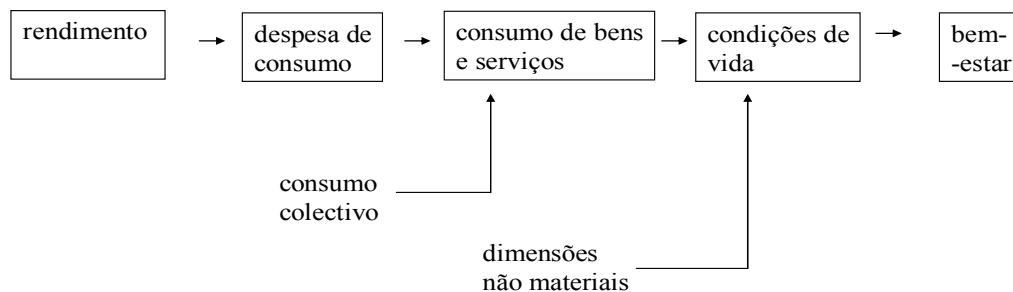 rendimento
despesa de
consumo
consumo de bens
e serviços
condições de
vida
bem-
-estar
consumo
colectivo
dimensões
não materiais